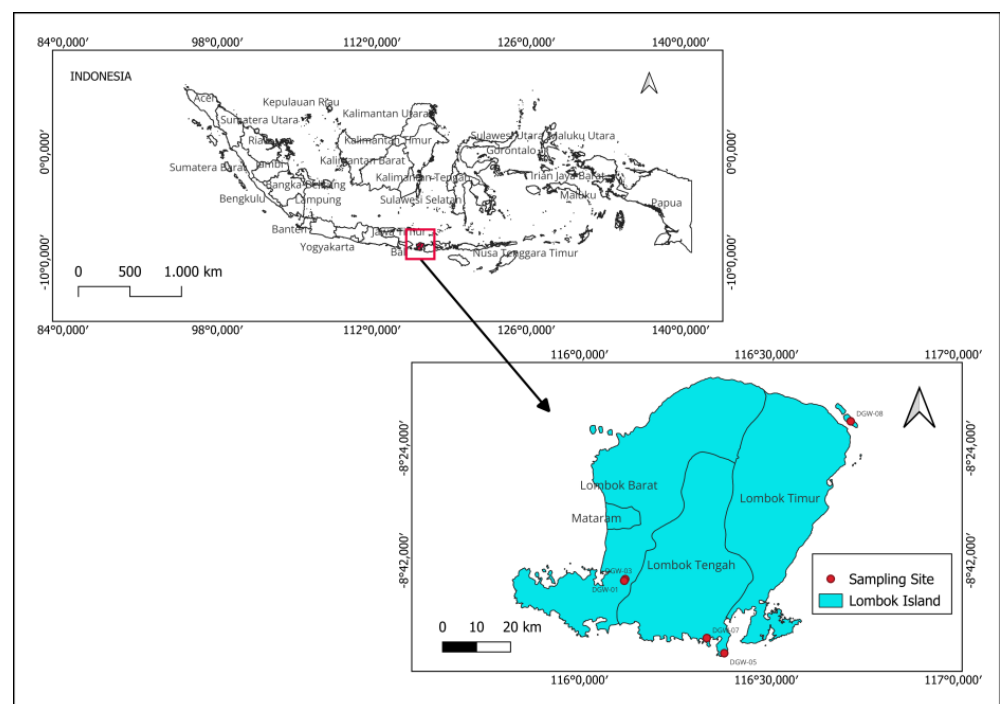 84°0,000′ 98°0,000′ 112°0,000′ 126°0,000′ 140°0,000′
INDONESIA
Aceh
Kepulauan Riau
Sumatera Utara
Kalimantan Utara
Riau
Kalimantan Timur
Sulawesi Utara
Maluku Utara
Gorontalo
Sumatera Barat
Jambi
Kalimantan Barat
Kalimantan Tengah
Irian Jaya Barat
Bangka Belitung
Bengkulu
Lampung
Sulawesi Selatan
Maluku
Papua
Banten
Jawa Timur
Yogyakarta
Bali
Nusa Tenggara Timur
0°0,000′ 0°0,000′
-10°0,000′ -10°0,000′
0 500 1.000 km
84°0,000′ 98°0,000′ 112°0,000′ 126°0,000′ 140°0,000′
116°0,000′ 116°30,000′ 117°0,000′
DGW-08
-8°24,000′ -8°24,000′
Lombok Barat
Lombok Timur
Mataram
Lombok Tengah
DGW-03
DGW-01
-8°42,000′ -8°42,000′
Sampling Site
Lombok Island
0 10 20 km
DGW-07
DGW-05
116°0,000′ 116°30,000′ 117°0,000′